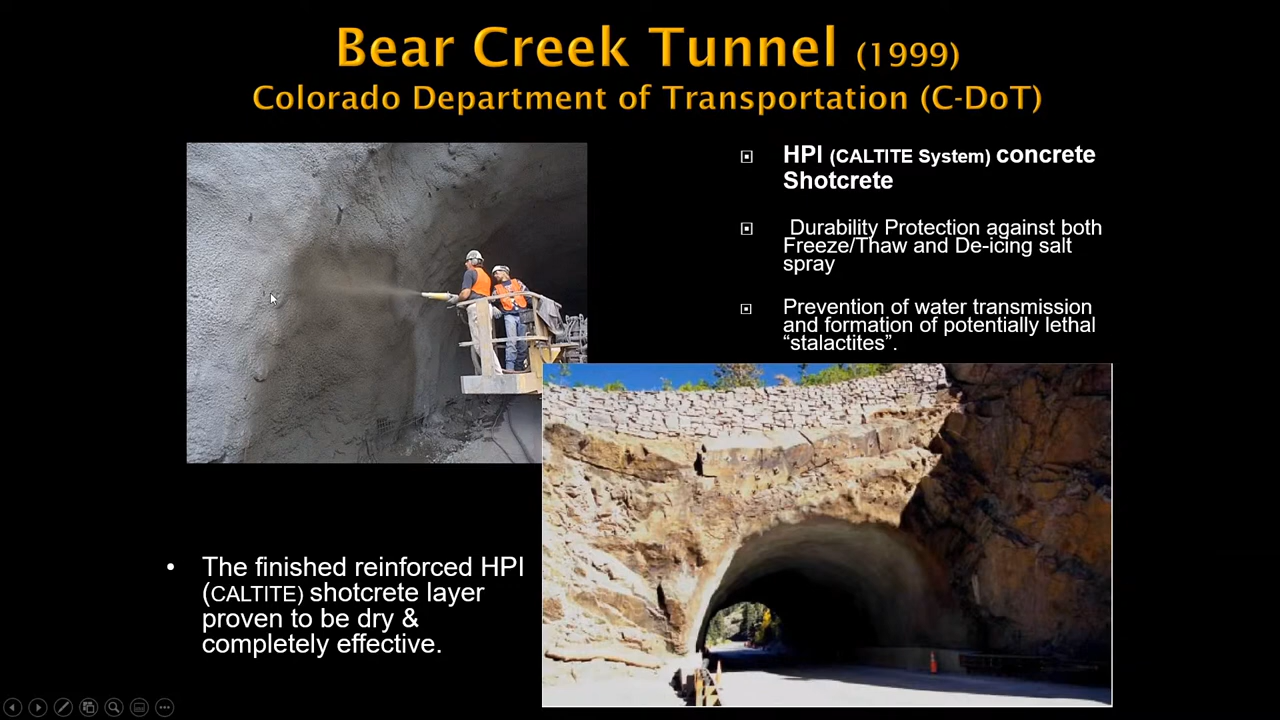 Bear Creek Tunnel (1999)
Colorado Department of Transportation (C-DoT)
HPI (CALTITE System) concrete
Shotcrete
Durability Protection against both
Freeze/Thaw and De-icing salt
spray
Prevention of water transmission
and formation of potentially lethal
“stalactites”.
The finished reinforced HPI
(CALTITE) shotcrete layer
proven to be dry &
completely effective.